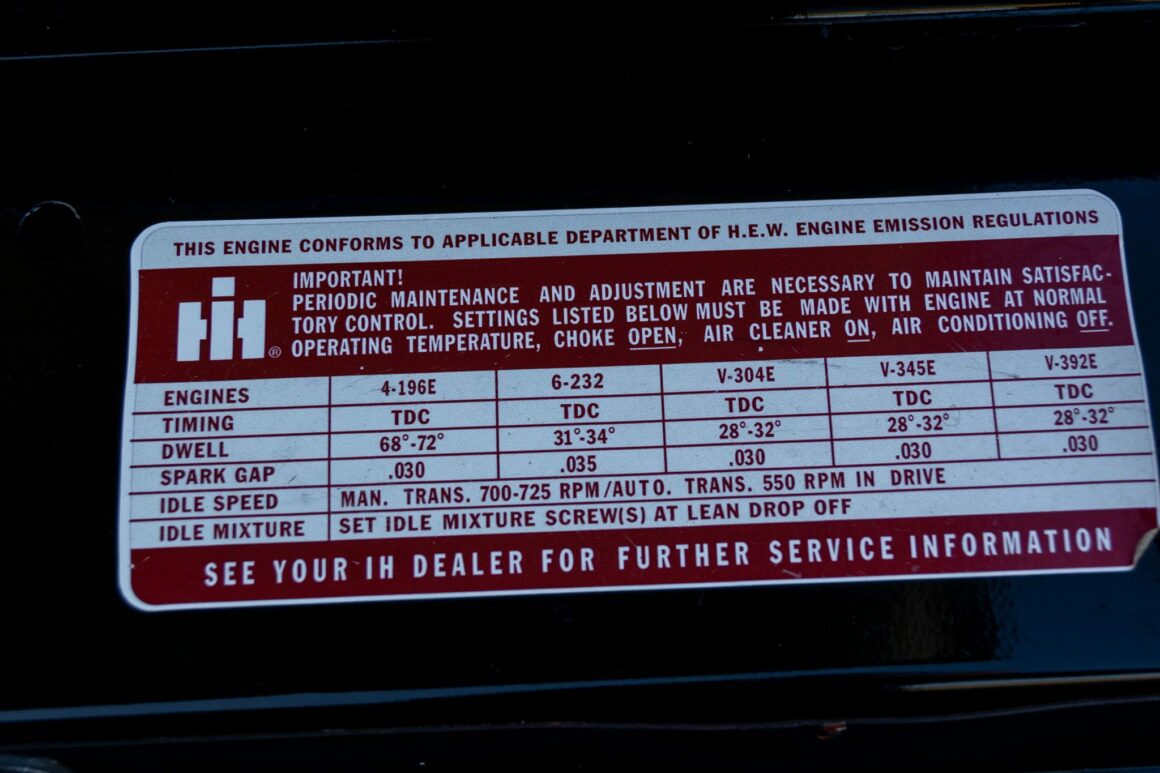 THIS ENGINE CONFORMS TO APPLICABLE DEPARTMENT OF H.E.W. ENGINE EMISSION REGULATIONS
IH ®
IMPORTANT!
PERIODIC MAINTENANCE AND ADJUSTMENT ARE NECESSARY TO MAINTAIN SATISFAC-
TORY CONTROL. SETTINGS LISTED BELOW MUST BE MADE WITH ENGINE AT NORMAL
OPERATING TEMPERATURE, CHOKE OPEN, AIR CLEANER ON, AIR CONDITIONING OFF.
ENGINES 4-196E 6-232 V-304E V-345E V-392E
TIMING TDC TDC TDC TDC TDC
DWELL 68°-72° 31°-34° 28°-32° 28°-32° 28°-32°
SPARK GAP .030 .035 .030 .030 .030
IDLE SPEED MAN. TRANS. 700-725 RPM/AUTO. TRANS. 550 RPM IN DRIVE
IDLE MIXTURE SET IDLE MIXTURE SCREW(S) AT LEAN DROP OFF
SEE YOUR IH DEALER FOR FURTHER SERVICE INFORMATION